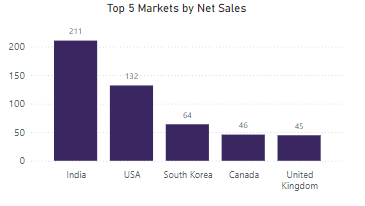 Top 5 Markets by Net Sales
211
200
150
132
100
64
50
46
45
0
India
USA
South Korea
Canada
United
Kingdom